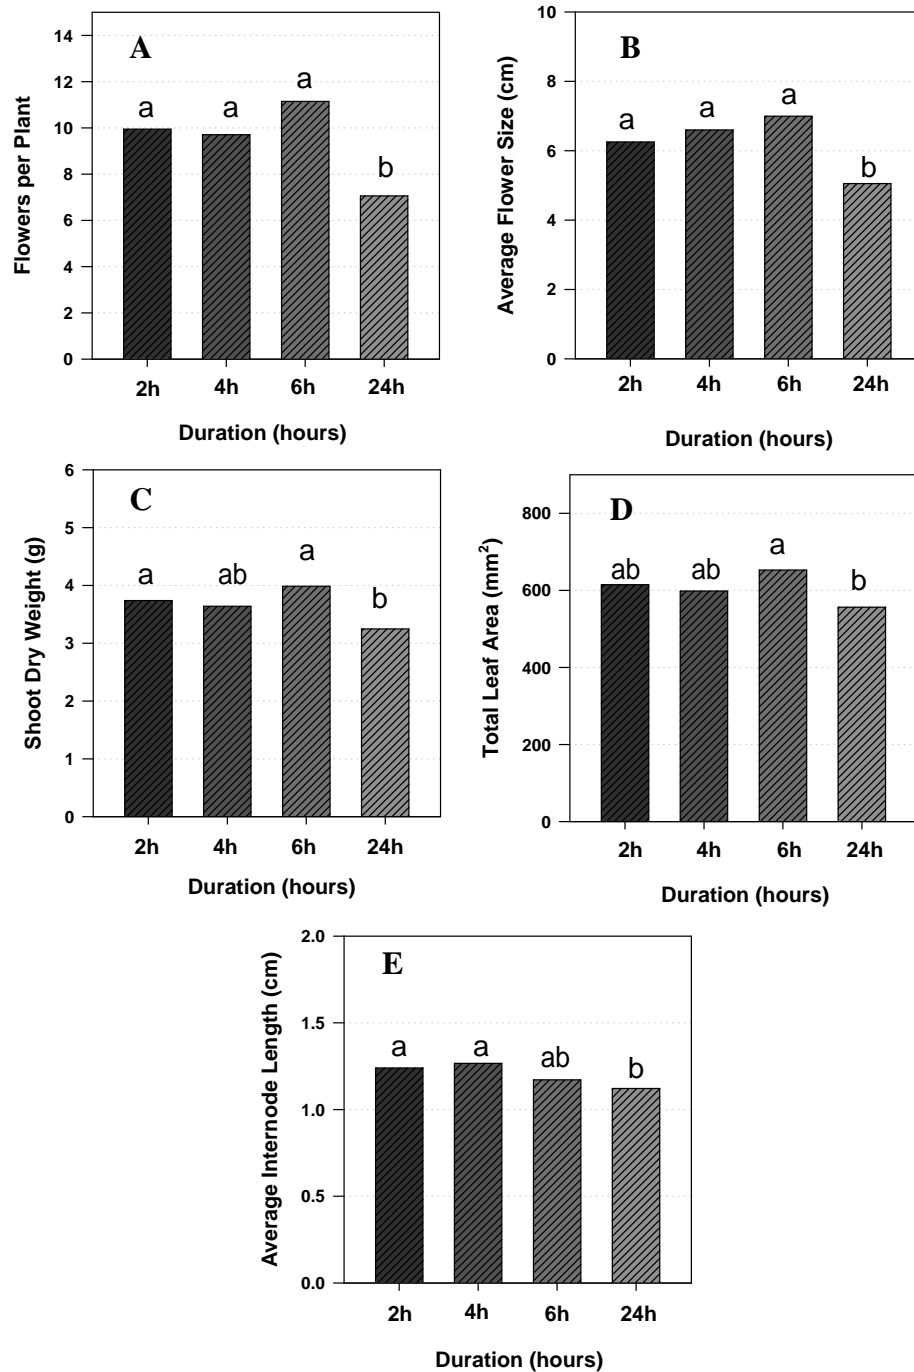 A
Flowers per Plant
14
12
10
8
6
4
2
0
a
a
a
b
2h 4h 6h 24h
Duration (hours)
B
Average Flower Size (cm)
10
8
6
4
2
0
a
a
a
b
2h 4h 6h 24h
Duration (hours)
C
Shoot Dry Weight (g)
6
5
4
3
2
1
0
a
ab
a
b
2h 4h 6h 24h
Duration (hours)
D
Total Leaf Area (mm²)
800
600
400
200
0
ab
ab
a
b
2h 4h 6h 24h
Duration (hours)
E
Average Internode Length (cm)
2.0
1.5
1.0
0.5
0.0
a
a
ab
b
2h 4h 6h 24h
Duration (hours)